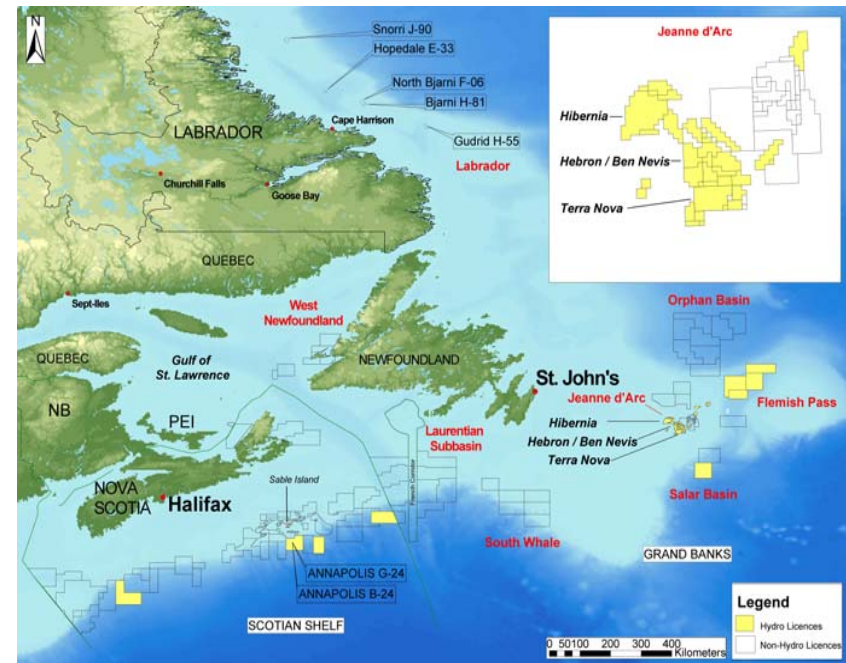 N
Snorri J-90
Hopedale E-33
North Bjarni F-06
Bjarni H-81
Cape Harrison
LABRADOR
Gudrid H-55
Labrador
Churchill Falls
Goose Bay
QUEBEC
Sept-Iles
West
Newfoundland
QUEBEC
Gulf of
St. Lawrence
NEWFOUNDLAND
St. John's
NB
PEI
Laurentian
Subbasin
French Corridor
NOVA
SCOTIA
Halifax
Sable Island
ANNAPOLIS G-24
ANNAPOLIS B-24
SCOTIAN SHELF
South Whale
Jeanne d'Arc
Hibernia
Hebron / Ben Nevis
Terra Nova
Orphan Basin
Flemish Pass
Jeanne d'Arc
Hibernia
Hebron / Ben Nevis
Terra Nova
Salar Basin
GRAND BANKS
Legend
Hydro Licences
Non-Hydro Licences
0 50100 200 300 400
Kilometers